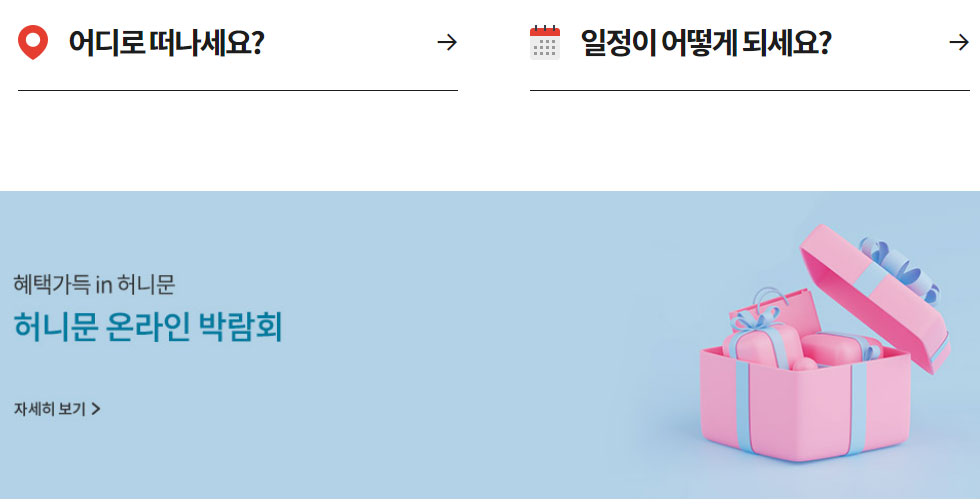 어디로 떠나세요?
일정이 어떻게 되세요?
혜택가득 in 허니문
허니문 온라인 박람회
자세히 보기 >